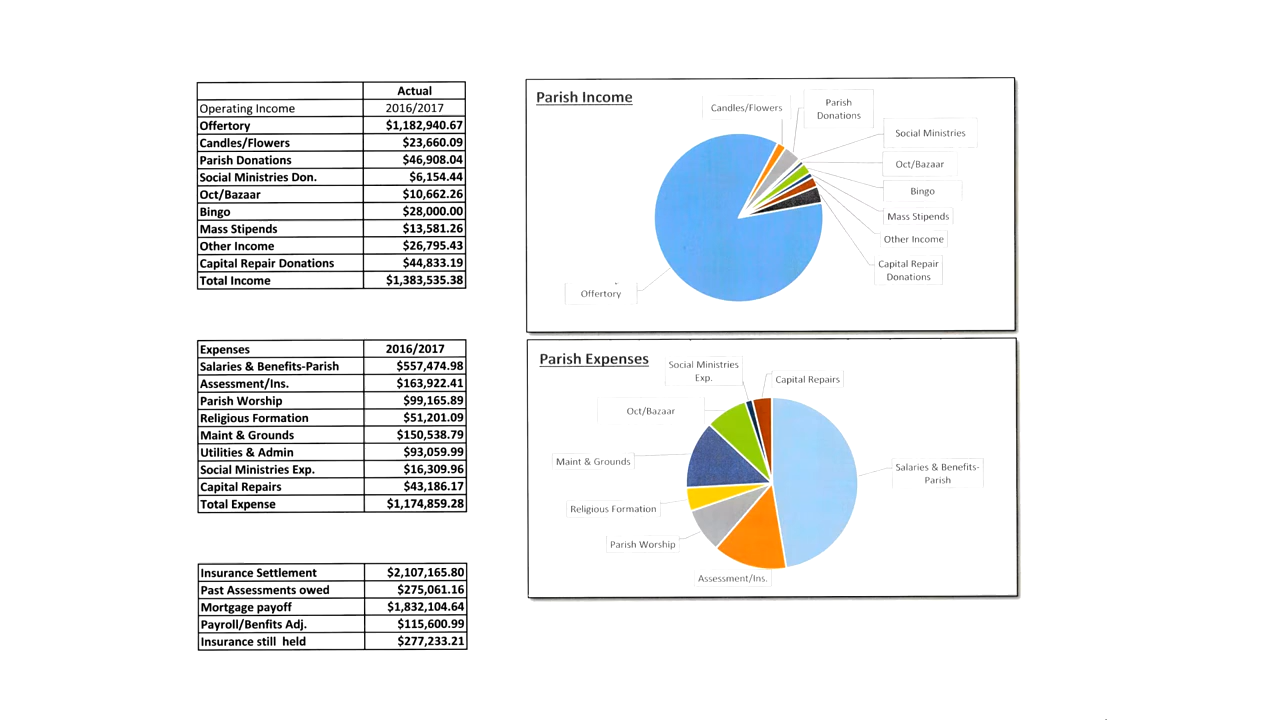 Actual
Operating Income 2016/2017
Offertory $1,182,940.67
Candles/Flowers $23,660.09
Parish Donations $46,908.04
Social Ministries Don. $6,154.44
Oct/Bazaar $10,662.26
Bingo $28,000.00
Mass Stipends $13,581.26
Other Income $26,795.43
Capital Repair Donations $44,833.19
Total Income $1,383,535.38
Expenses 2016/2017
Salaries & Benefits-Parish $557,474.98
Assessment/Ins. $163,922.41
Parish Worship $99,165.89
Religious Formation $51,201.09
Maint & Grounds $150,538.79
Utilities & Admin $93,059.99
Social Ministries Exp. $16,309.96
Capital Repairs $43,186.17
Total Expense $1,174,859.28
Insurance Settlement $2,107,165.80
Past Assessments owed $275,061.16
Mortgage payoff $1,832,104.64
Payroll/Benfits Adj. $115,600.99
Insurance still held $277,233.21
Parish Income
Candles/Flowers
Parish
Donations
Social Ministries
Oct/Bazaar
Bingo
Mass Stipends
Other Income
Capital Repair
Donations
Offertory
Parish Expenses
Social Ministries
Exp.
Capital Repairs
Oct/Bazaar
Maint & Grounds
Salaries & Benefits-
Parish
Religious Formation
Parish Worship
Assessment/Ins.